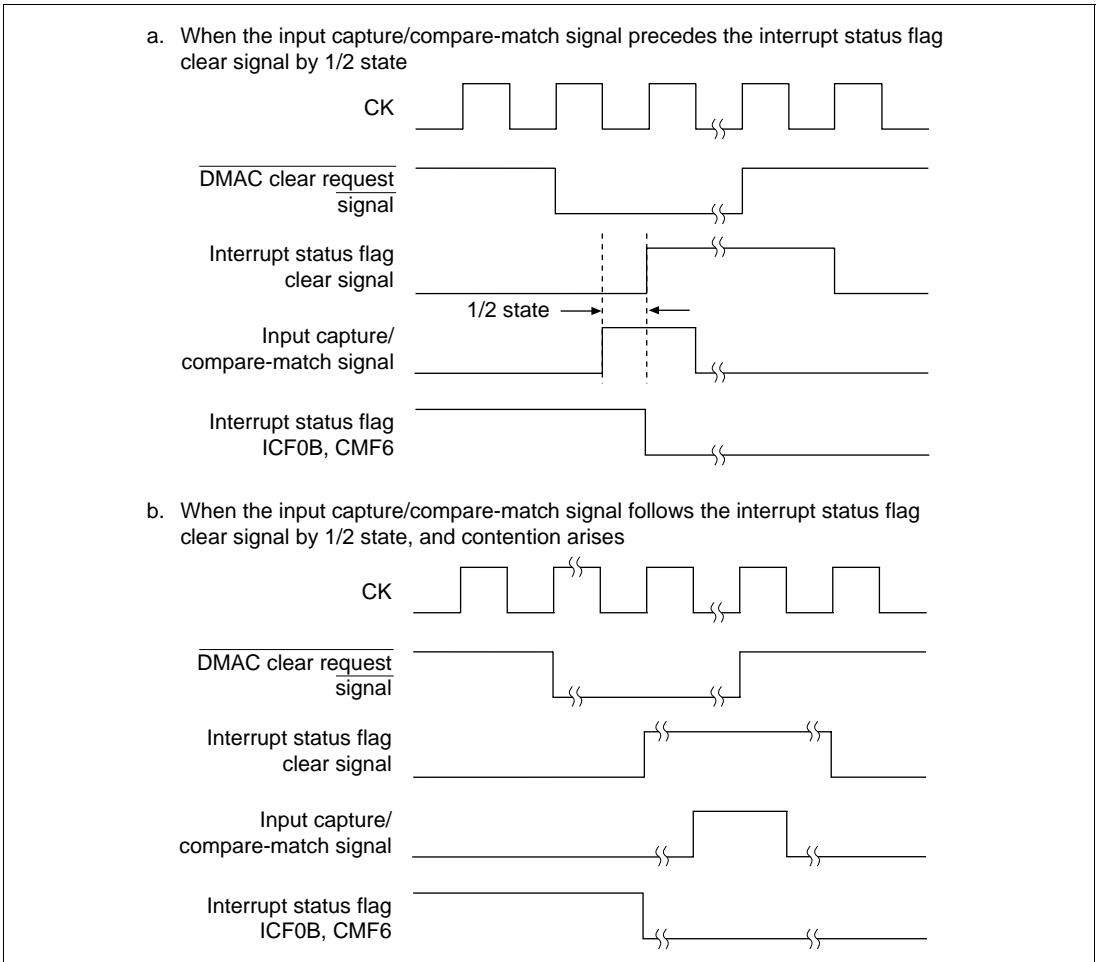 a. When the input capture/compare-match signal precedes the interrupt status flag
clear signal by 1/2 state
CK
DMAC clear request
signal
Interrupt status flag
clear signal
1/2 state
Input capture/
compare-match signal
Interrupt status flag
ICF0B, CMF6
b. When the input capture/compare-match signal follows the interrupt status flag
clear signal by 1/2 state, and contention arises
CK
DMAC clear request
signal
Interrupt status flag
clear signal
Input capture/
compare-match signal
Interrupt status flag
ICF0B, CMF6